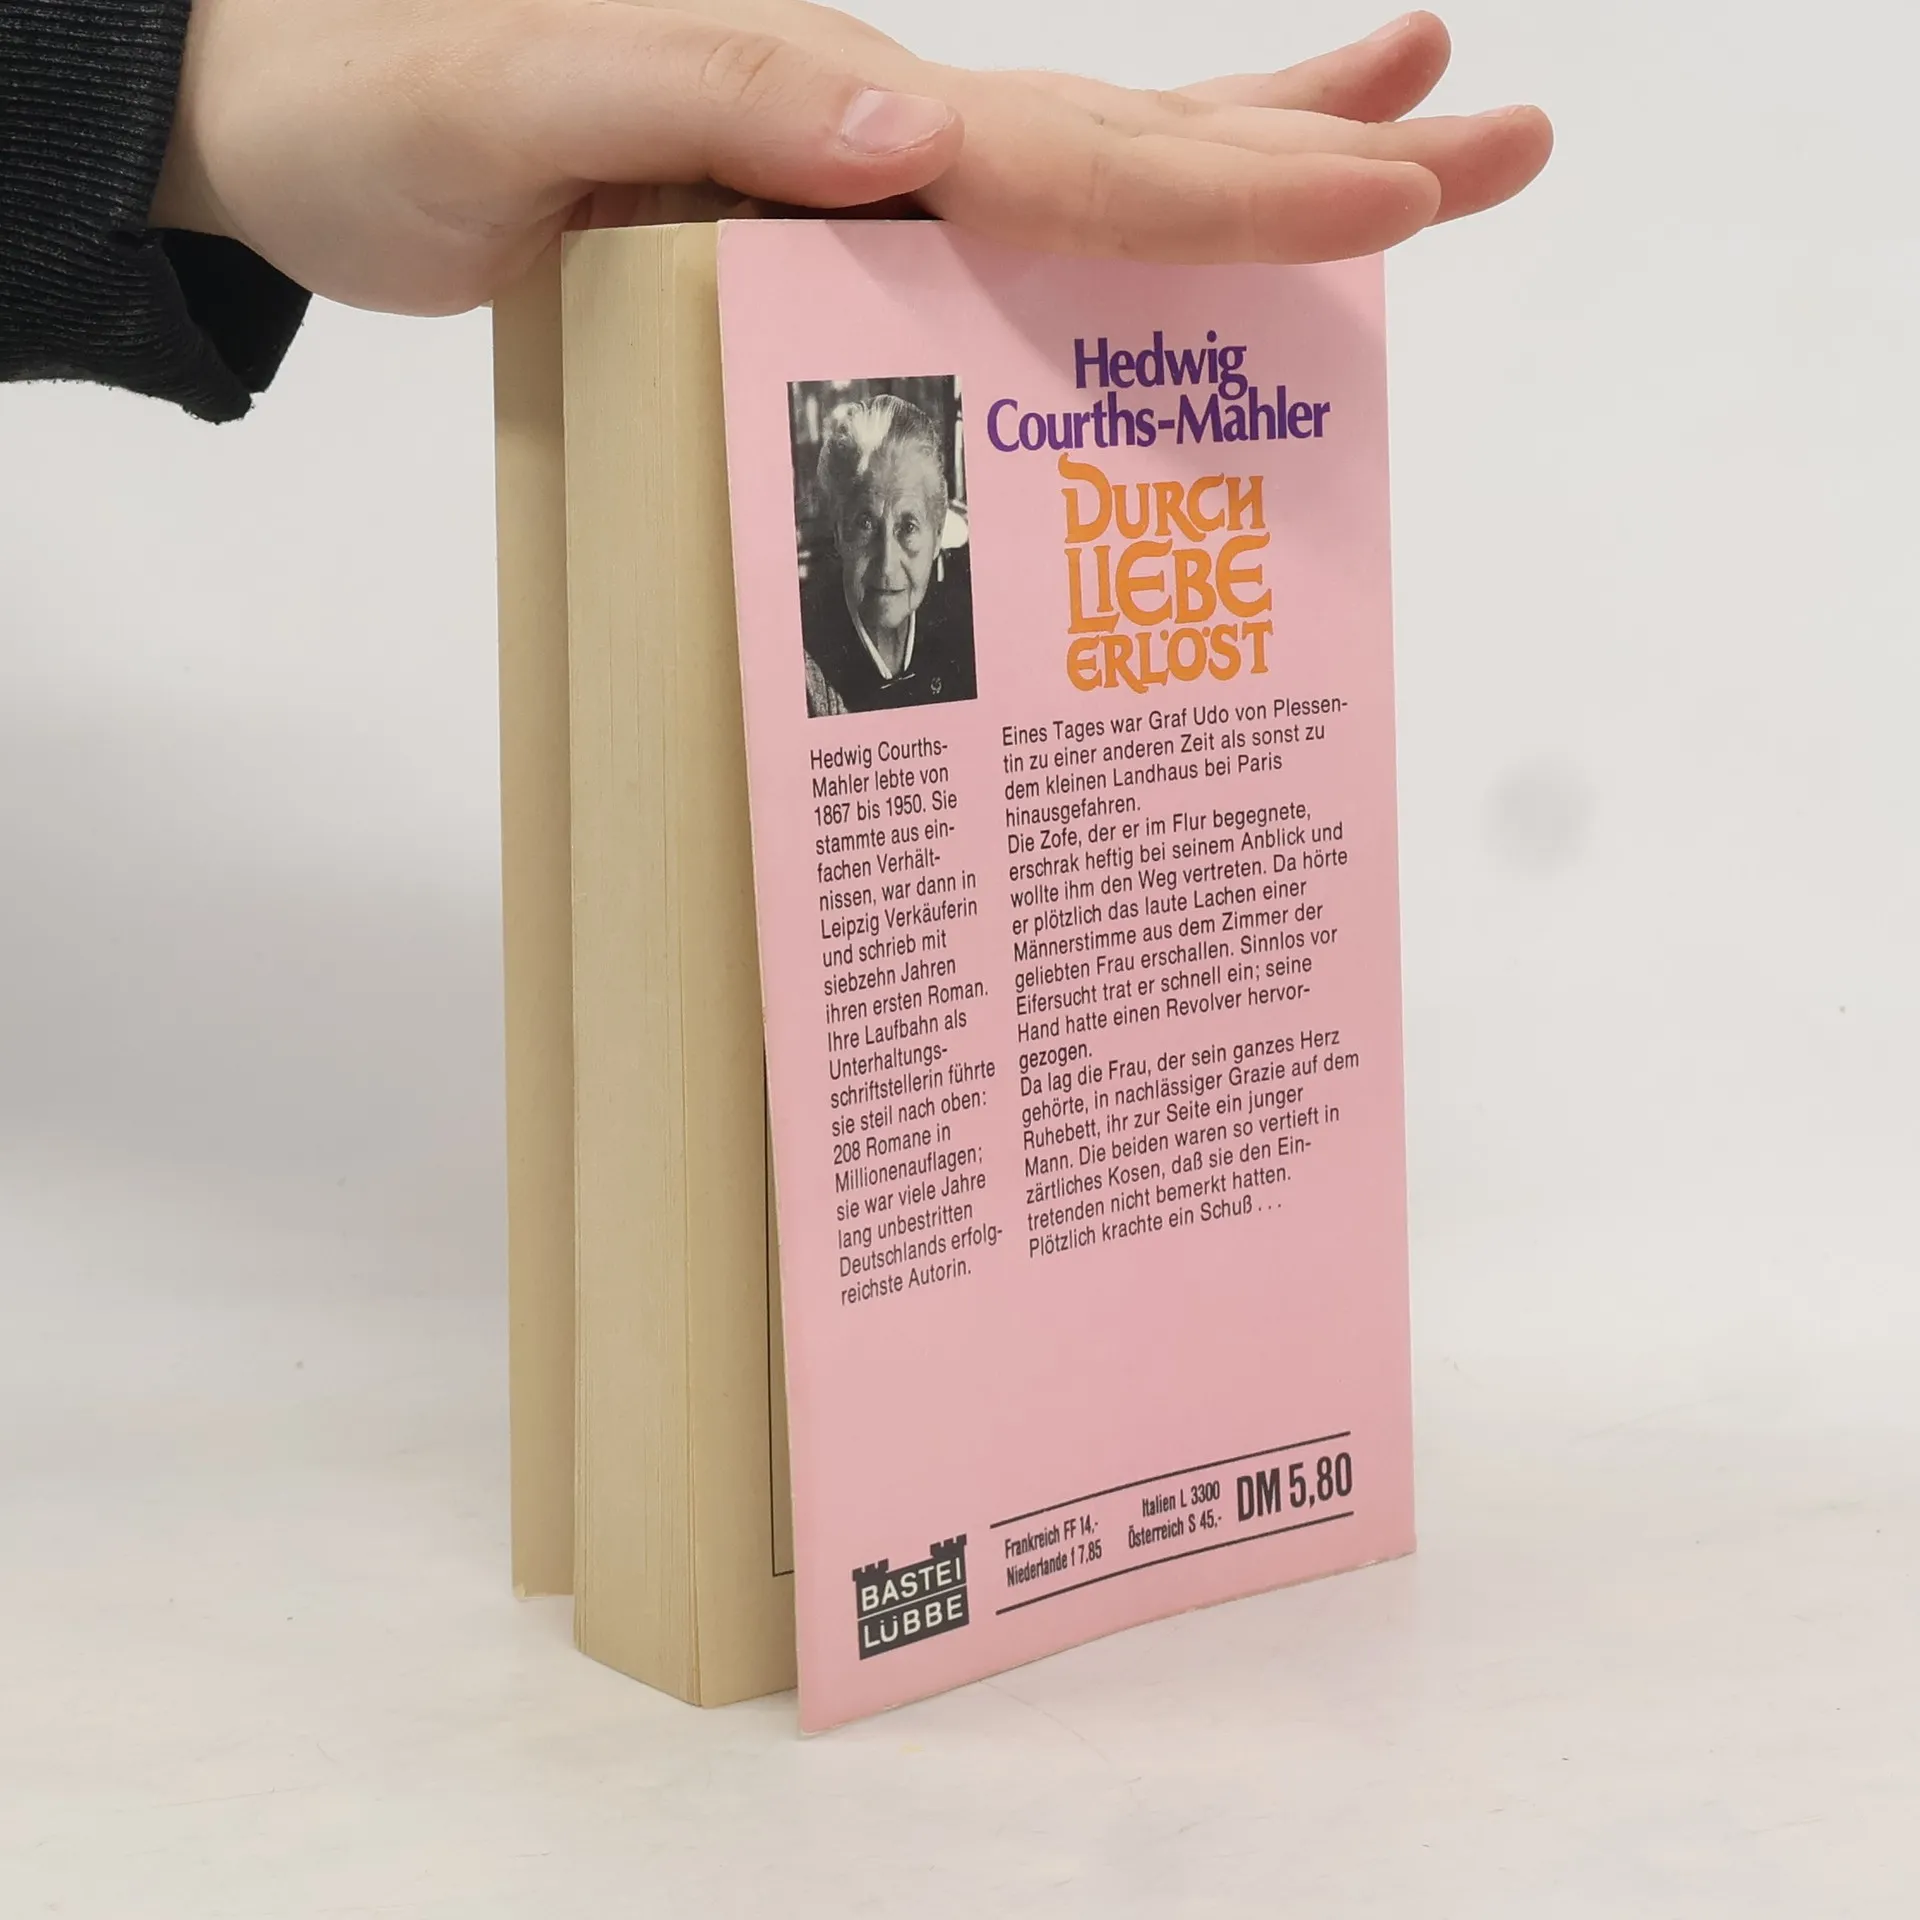 Hedwig
Courths-Mahler
DURCH
LIEBE
ERLÖST
Hedwig Courths-
Mahler lebte von
1867 bis 1950. Sie
stammte aus ein-
fachen Verhält-
nissen, war dann in
Leipzig Verkäuferin
und schrieb mit
siebzehn Jahren
ihren ersten Roman.
Ihre Laufbahn als
Unterhaltungs-
schriftstellerin führte
sie steil nach oben:
208 Romane in
Millionenauflagen;
sie war viele Jahre
lang unbestritten
Deutschlands erfolg-
reichste Autorin.
Eines Tages war Graf Udo von Plessen-
tin zu einer anderen Zeit als sonst zu
dem kleinen Landhaus bei Paris
hinausgefahren.
Die Zofe, der er im Flur begegnete,
erschrak heftig bei seinem Anblick und
wollte ihm den Weg vertreten. Da hörte
er plötzlich das laute Lachen einer
Männerstimme aus dem Zimmer der
geliebten Frau erschallen. Sinnlos vor
Eifersucht trat er schnell ein; seine
Hand hatte einen Revolver hervor-
gezogen.
Da lag die Frau, der sein ganzes Herz
gehörte, in nachlässiger Grazie auf dem
Ruhebett, ihr zur Seite ein junger
Mann. Die beiden waren so vertieft in
zärtliches Kosen, daß sie den Ein-
tretenden nicht bemerkt hatten.
Plötzlich krachte ein Schuß . . .
BASTEI
LÜBBE
Frankreich FF 14,-
Niederlande f 7,85
Italien L 3300
Österreich S 45,-
DM 5,80